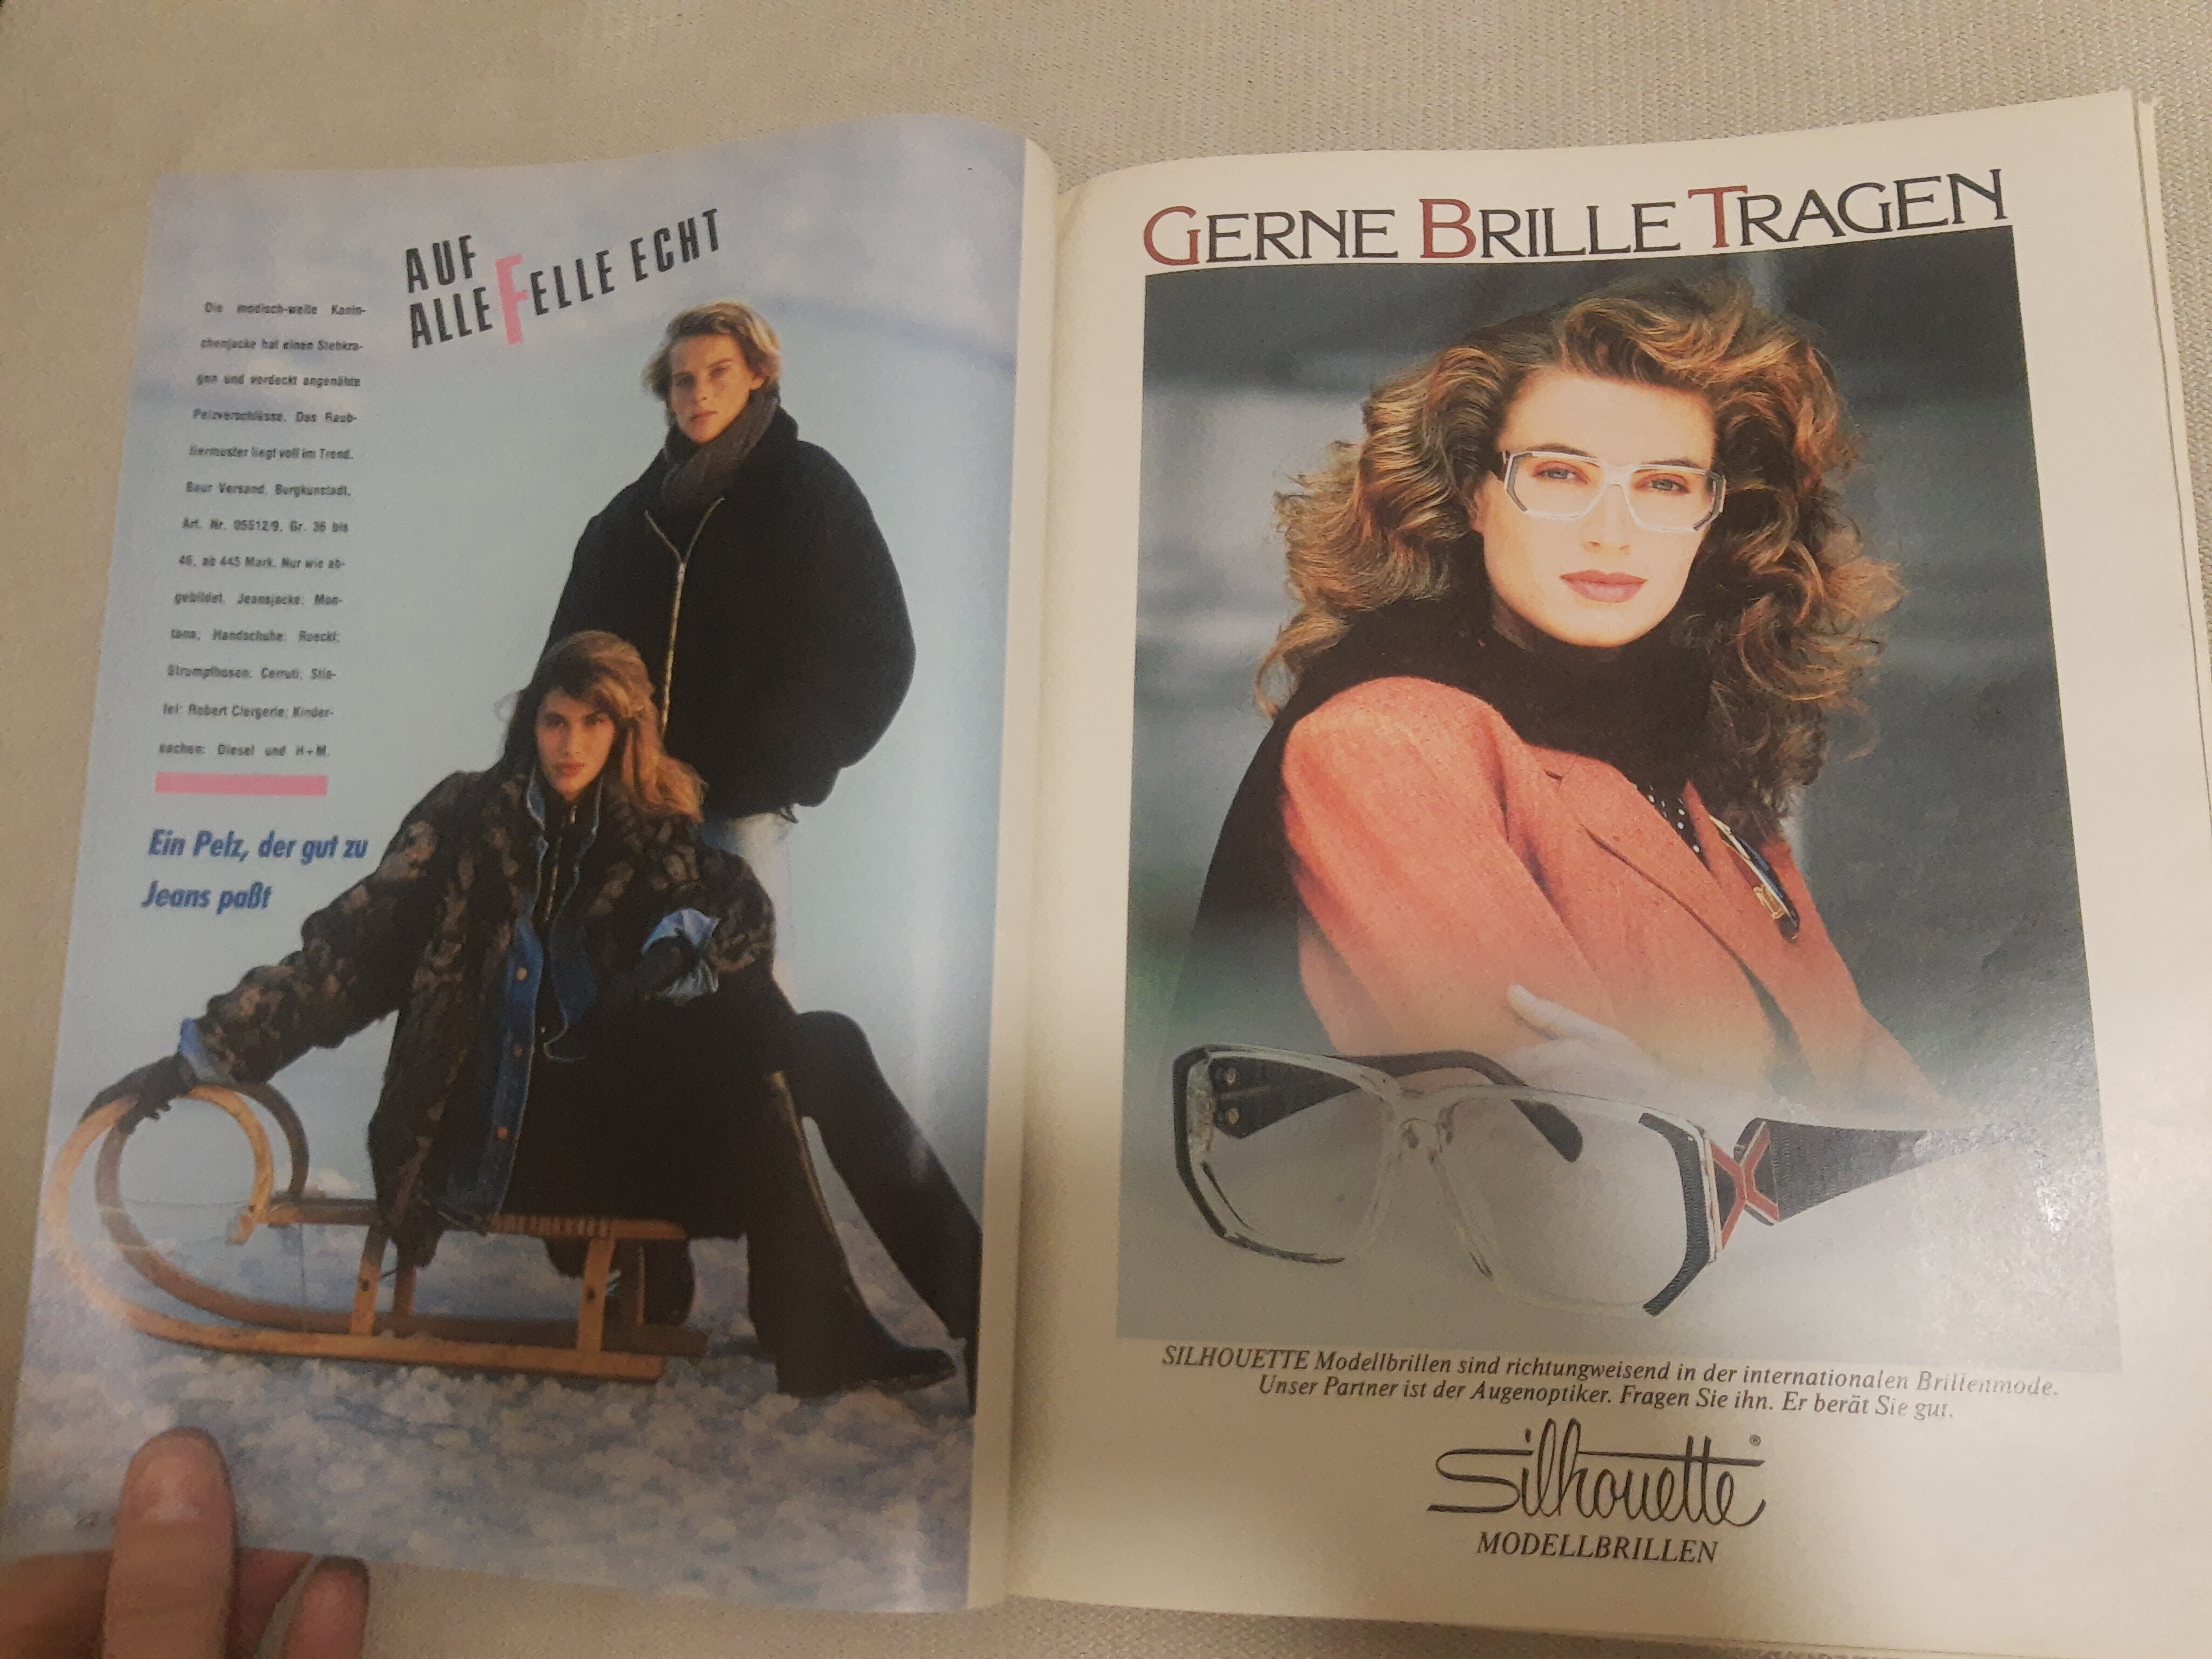 AUF
ALLE FELLE ECHT
Die modisch-weite Kanin-
chenjacke hat einen Stehkra-
gen und verdeckt angenähte
Pelzverschlüsse. Das Raub-
tiermuster liegt voll im Trend.
Baur Versand, Burgkunstadt,
Art. Nr. 05512/9, Gr. 36 bis
46, ab 445 Mark. Nur wie ab-
gebildet. Jeansjacke: Mon-
tana; Handschuhe: Roeckl;
Strumpfhosen: Cerruti; Stie-
fel: Robert Clergerie; Kinder-
sachen: Diesel und H+M.
Ein Pelz, der gut zu
Jeans paßt
GERNE BRILLE TRAGEN
SILHOUETTE Modellbrillen sind richtungweisend in der internationalen Brillenmode.
Unser Partner ist der Augenoptiker. Fragen Sie ihn. Er berät Sie gut.
Silhouette®
MODELLBRILLEN